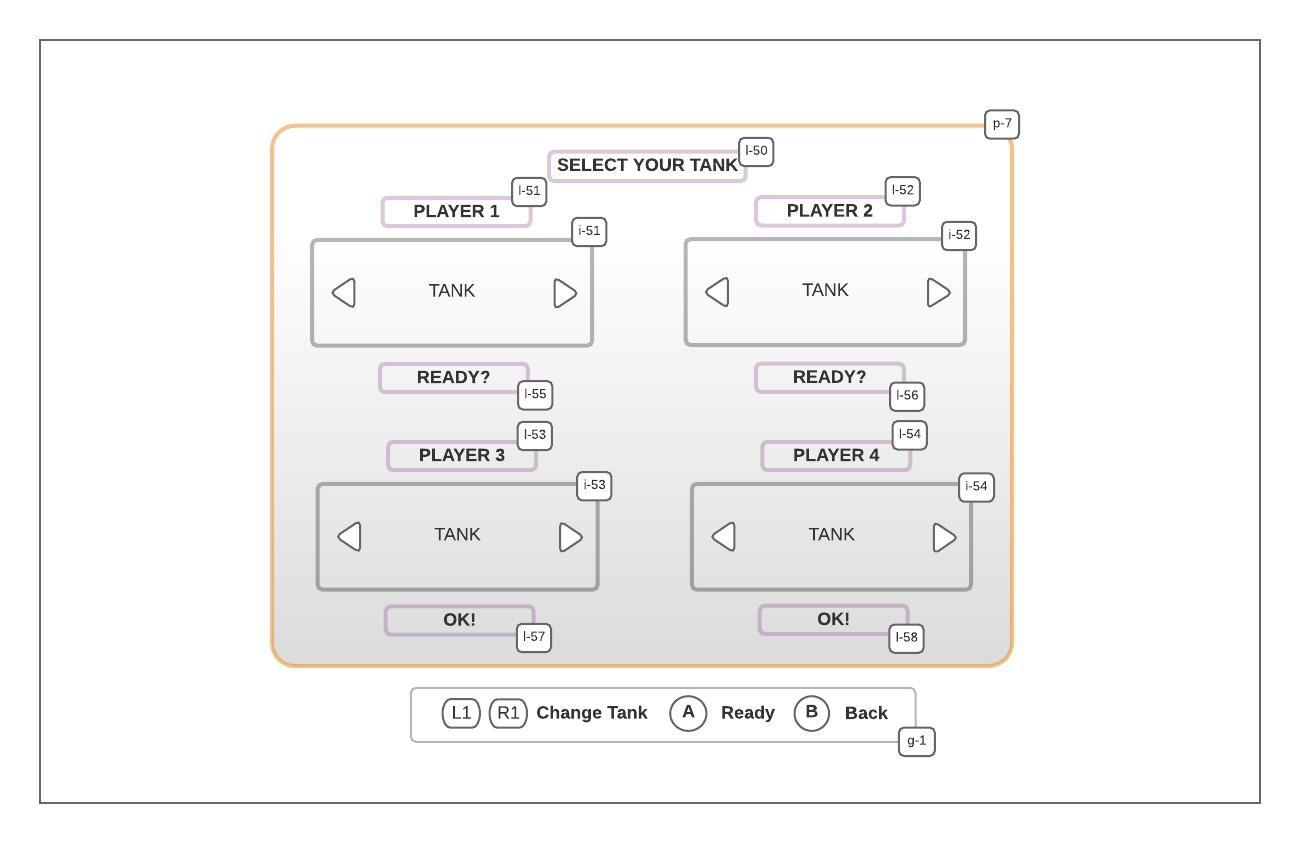 p-7
SELECT YOUR TANK
l-50
PLAYER 1
l-51
PLAYER 2
l-52
i-51
TANK
i-52
TANK
READY?
l-55
READY?
l-56
PLAYER 3
l-53
PLAYER 4
l-54
i-53
TANK
i-54
TANK
OK!
l-57
OK!
l-58
L1 R1 Change Tank A Ready B Back
g-1